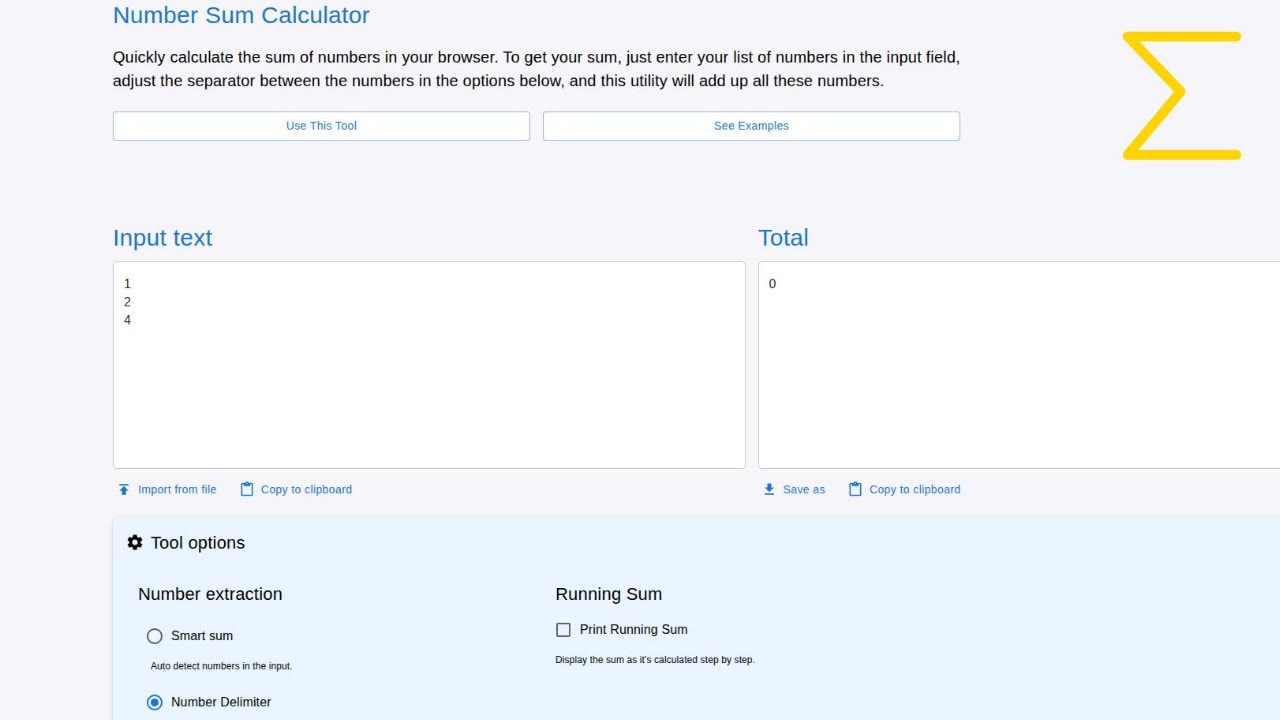 Number Sum Calculator
Quickly calculate the sum of numbers in your browser. To get your sum, just enter your list of numbers in the input field,
adjust the separator between the numbers in the options below, and this utility will add up all these numbers.
Use This Tool
See Examples
Input text
Total
1
2
4
0
Import from file
Copy to clipboard
Save as
Copy to clipboard
Tool options
Number extraction
Running Sum
Smart sum
Print Running Sum
Auto detect numbers in the input.
Display the sum as it's calculated step by step.
Number Delimiter